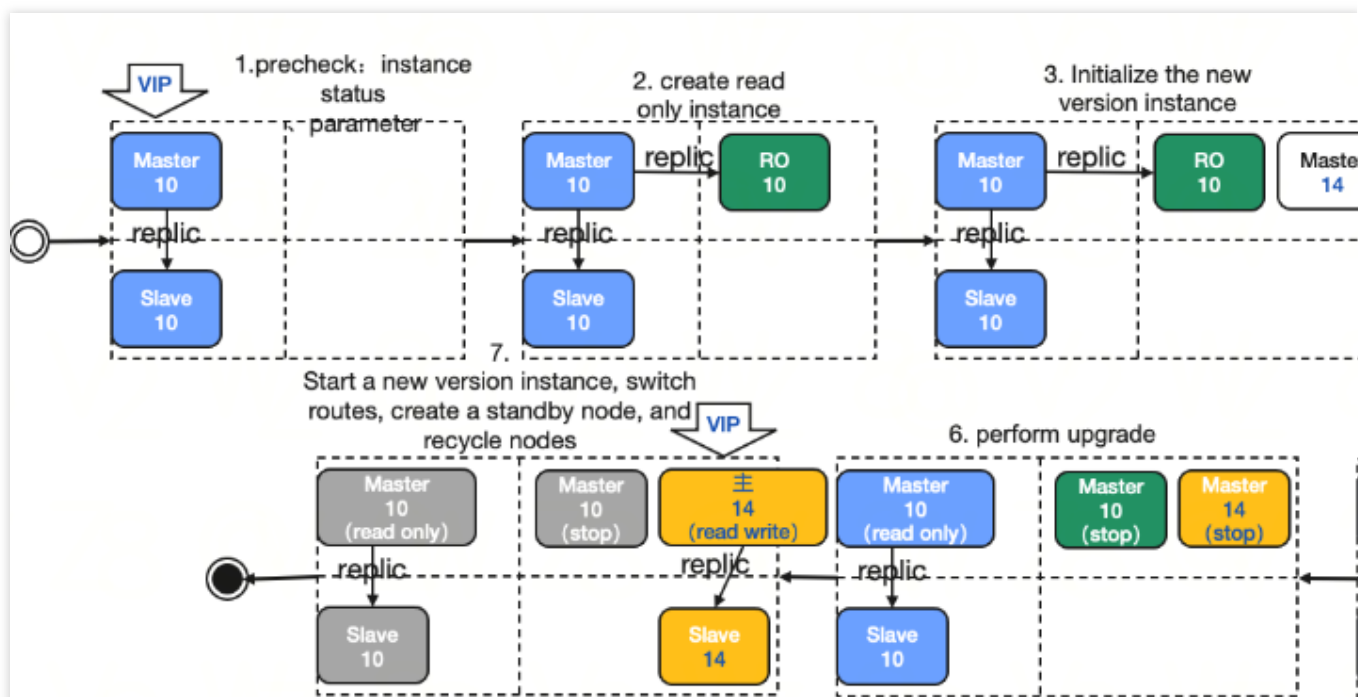 VIP
1.precheck：instance
status
、parameter
Master
10
replic
Slave
10
2. create read
only instance
Master
10
replic
RO
10
replic
Slave
10
3. Initialize the new
version instance
Master
10
replic
RO
10
Maste
14
replic
Slave
10
7.
Start a new version instance, switch
routes, create a standby node, and
recycle nodes
VIP
Master
10
(read only)
replic
Slave
10
Master
10
(stop)
主
14
(read write)
replic
Slave
14
6. perform upgrade
Master
10
(read only)
replic
Slave
10
Master
10
(stop)
Master
14
(stop)